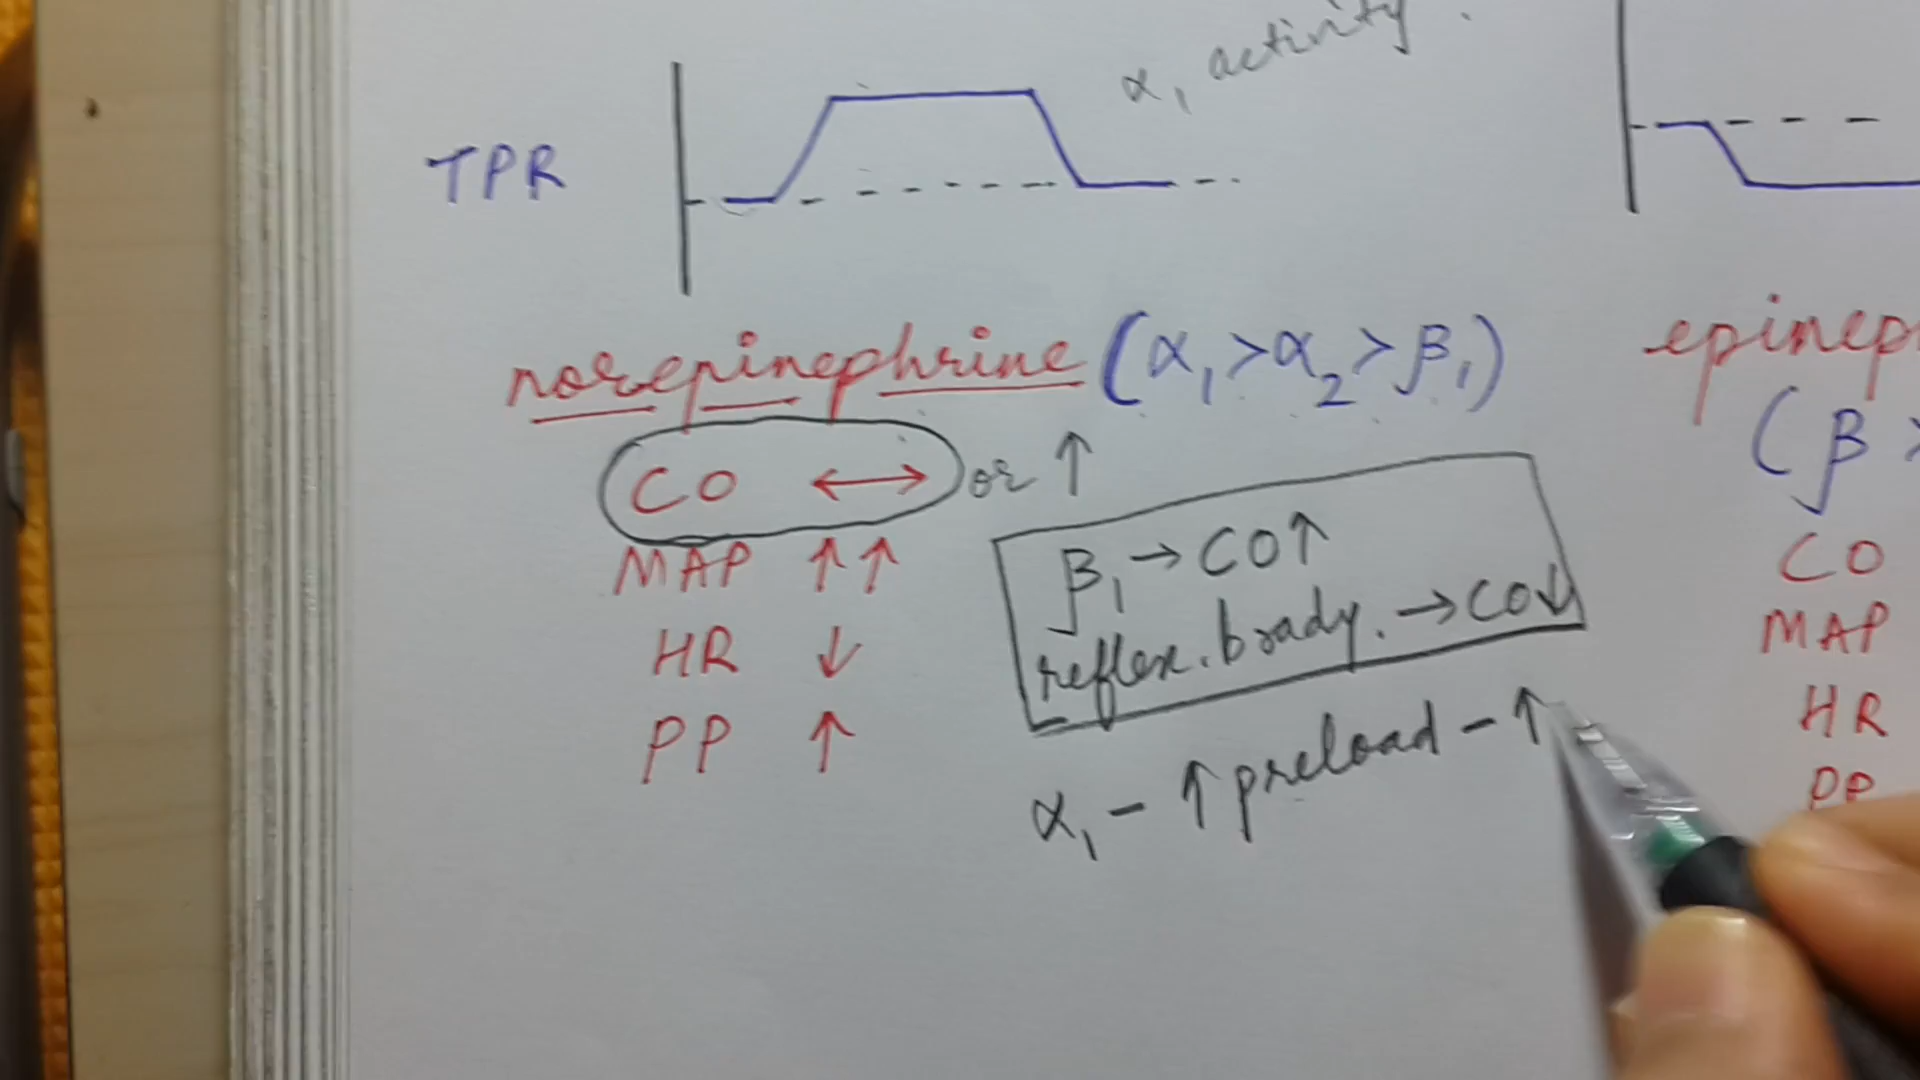 α₁ activity.
TPR
norepinephrine (α₁>α₂>β₁)
CO ↔ or ↑
MAP ↑↑
HR ↓
PP ↑
β₁ → CO↑
reflex. brady. → CO↓
α₁ - ↑ preload - ↑
(β >
CO
MAP
HR
PP